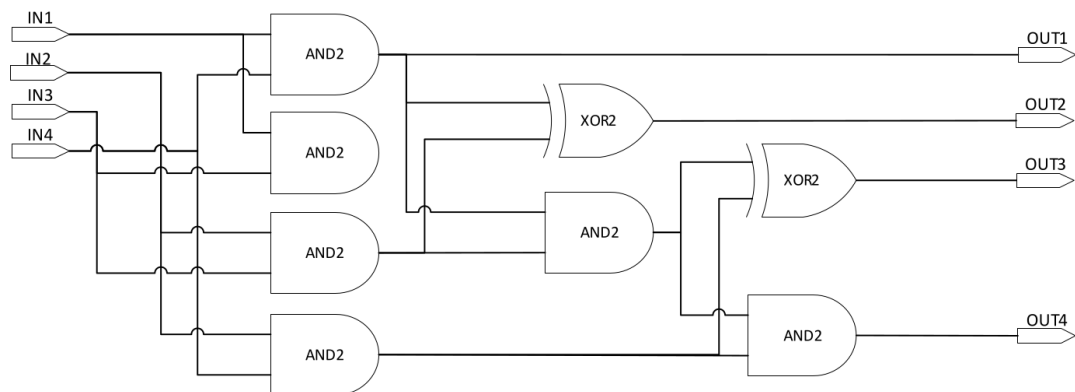 IN1
IN2
IN3
IN4
AND2
AND2
AND2
AND2
XOR2
AND2
XOR2
AND2
OUT1
OUT2
OUT3
OUT4